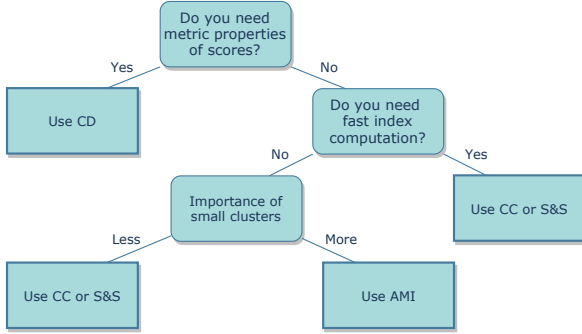 Do you need
metric properties
of scores?
Yes
No
Use CD
Do you need
fast index
computation?
No
Yes
Importance of
small clusters
Use CC or S&S
Less
More
Use CC or S&S
Use AMI